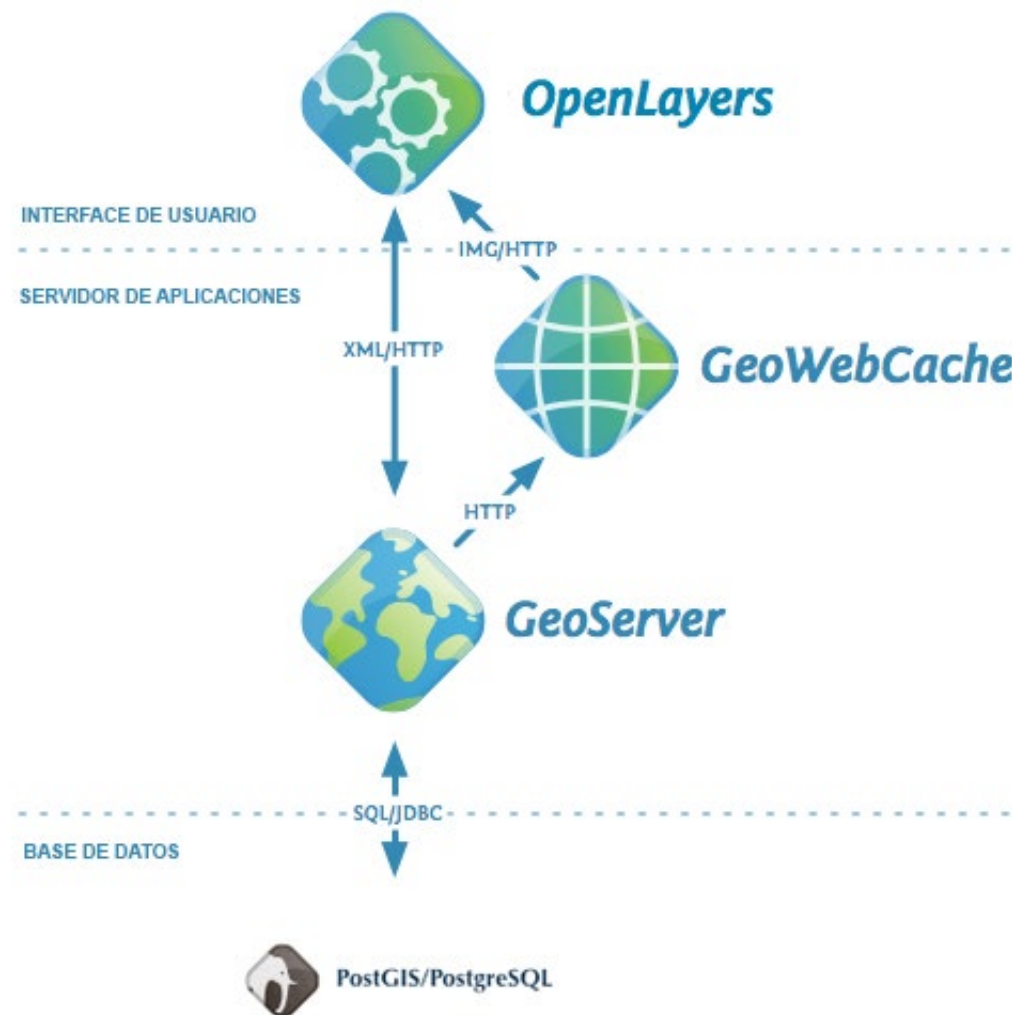 OpenLayers
INTERFACE DE USUARIO
IMG/HTTP
SERVIDOR DE APLICACIONES
XML/HTTP
GeoWebCache
HTTP
GeoServer
SQL/JDBC
BASE DE DATOS
PostGIS/PostgreSQL